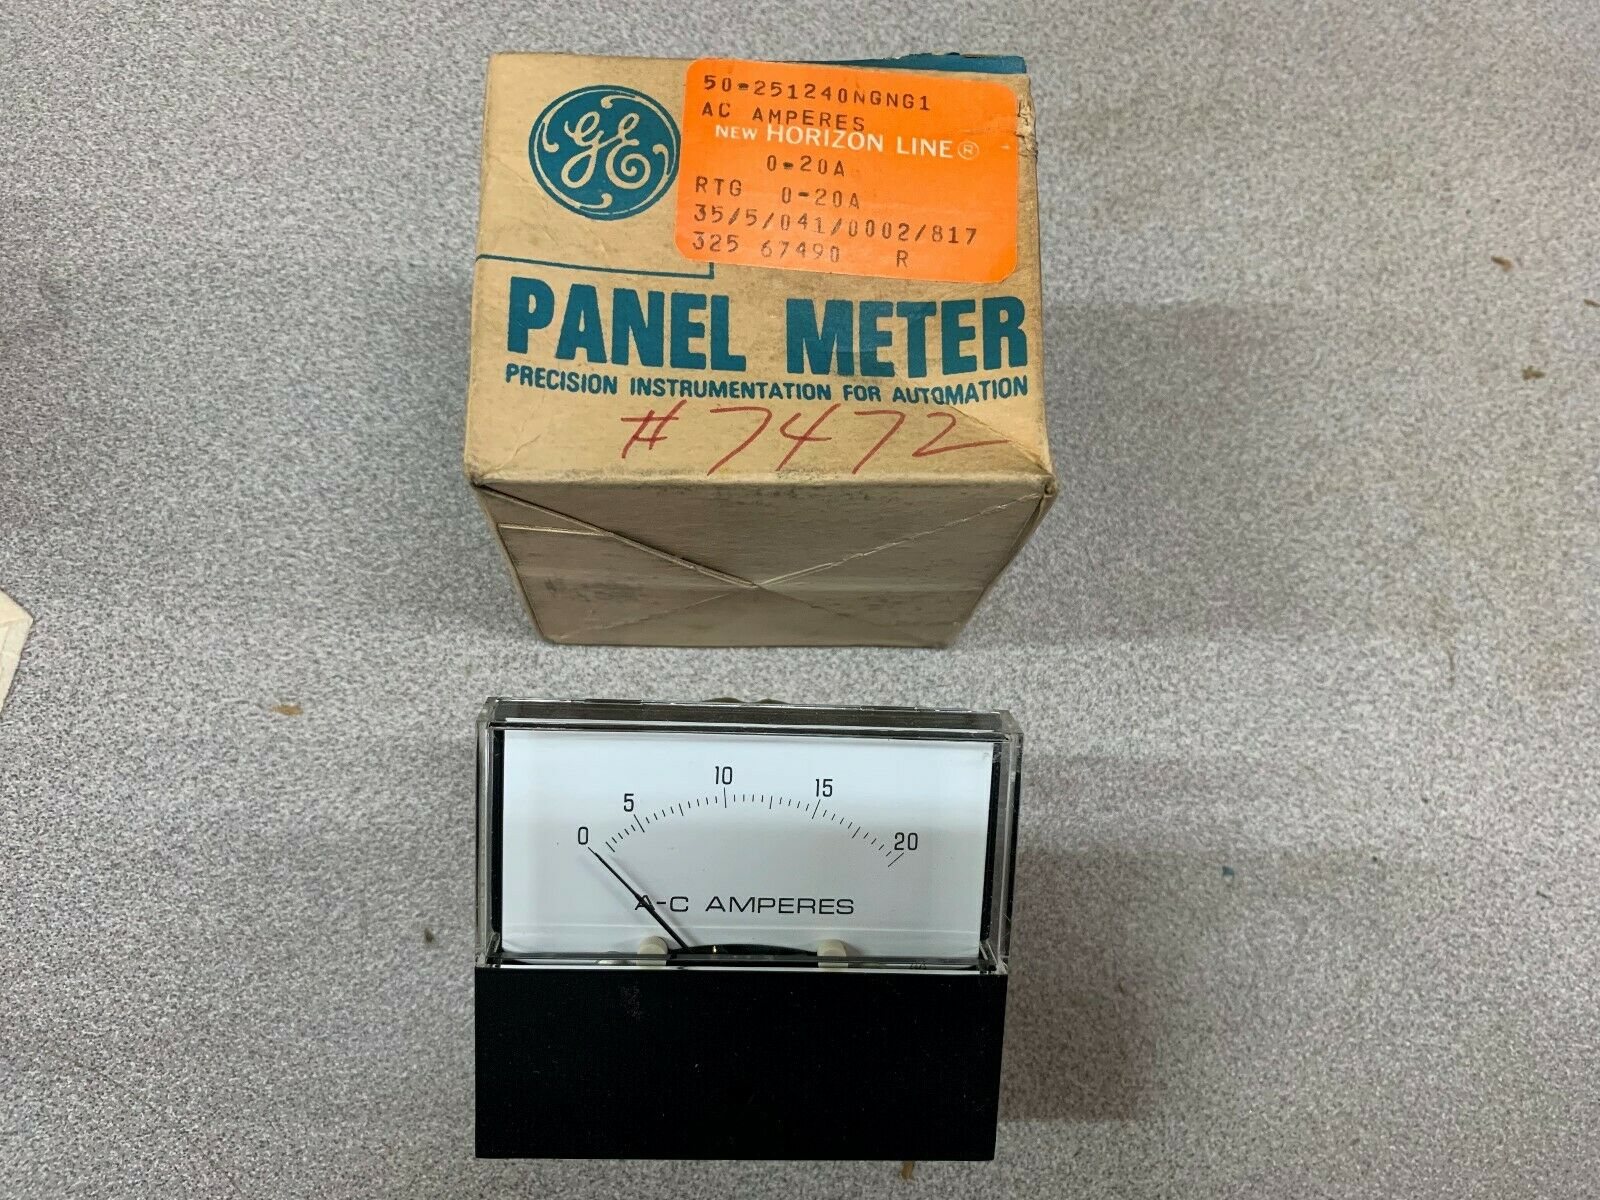 GE
50-251240NGNG1
AC AMPERES
NEW HORIZON LINE®
0-20A
RTG 0-20A
35/5/041/0002/817
325 67490 R
PANEL METER
PRECISION INSTRUMENTATION FOR AUTOMATION
#7472
0 5 10 15 20
A-C AMPERES